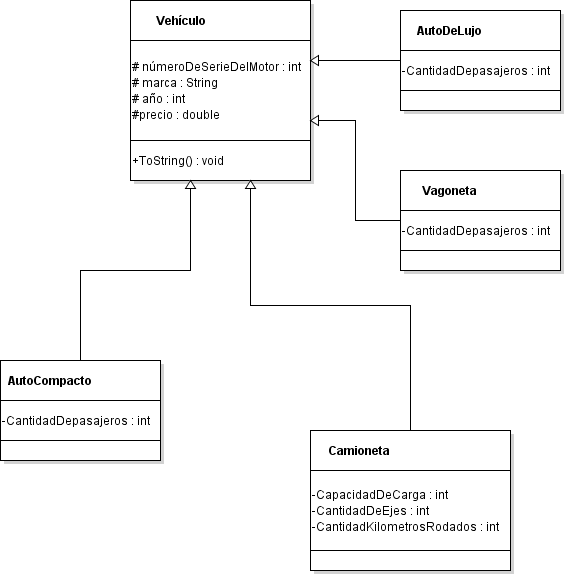 Vehículo
# númeroDeSerieDelMotor : int
# marca : String
# año : int
#precio : double
+ToString() : void
AutoDeLujo
-CantidadDepasajeros : int
Vagoneta
-CantidadDepasajeros : int
AutoCompacto
-CantidadDepasajeros : int
Camioneta
-CapacidadDeCarga : int
-CantidadDeEjes : int
-CantidadKilometrosRodados : int